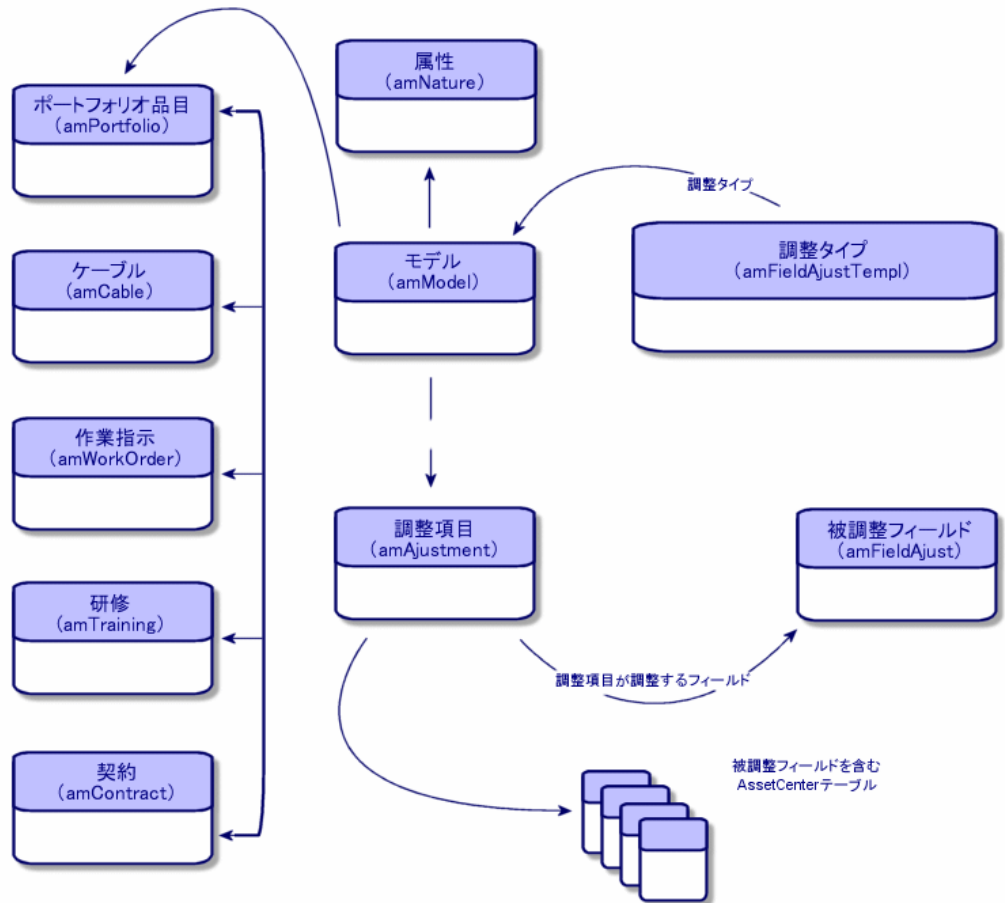 属性
(amNature)
ポートフォリオ品目
(amPortfolio)
調整タイプ
モデル
(amModel)
調整タイプ
(amFieldAjustTempl)
ケーブル
(amCable)
作業指示
(amWorkOrder)
調整項目
(amAjustment)
被調整フィールド
(amFieldAjust)
研修
(amTraining)
調整項目が調整するフィールド
契約
(amContract)
被調整フィールドを含む
AssetCenterテーブル